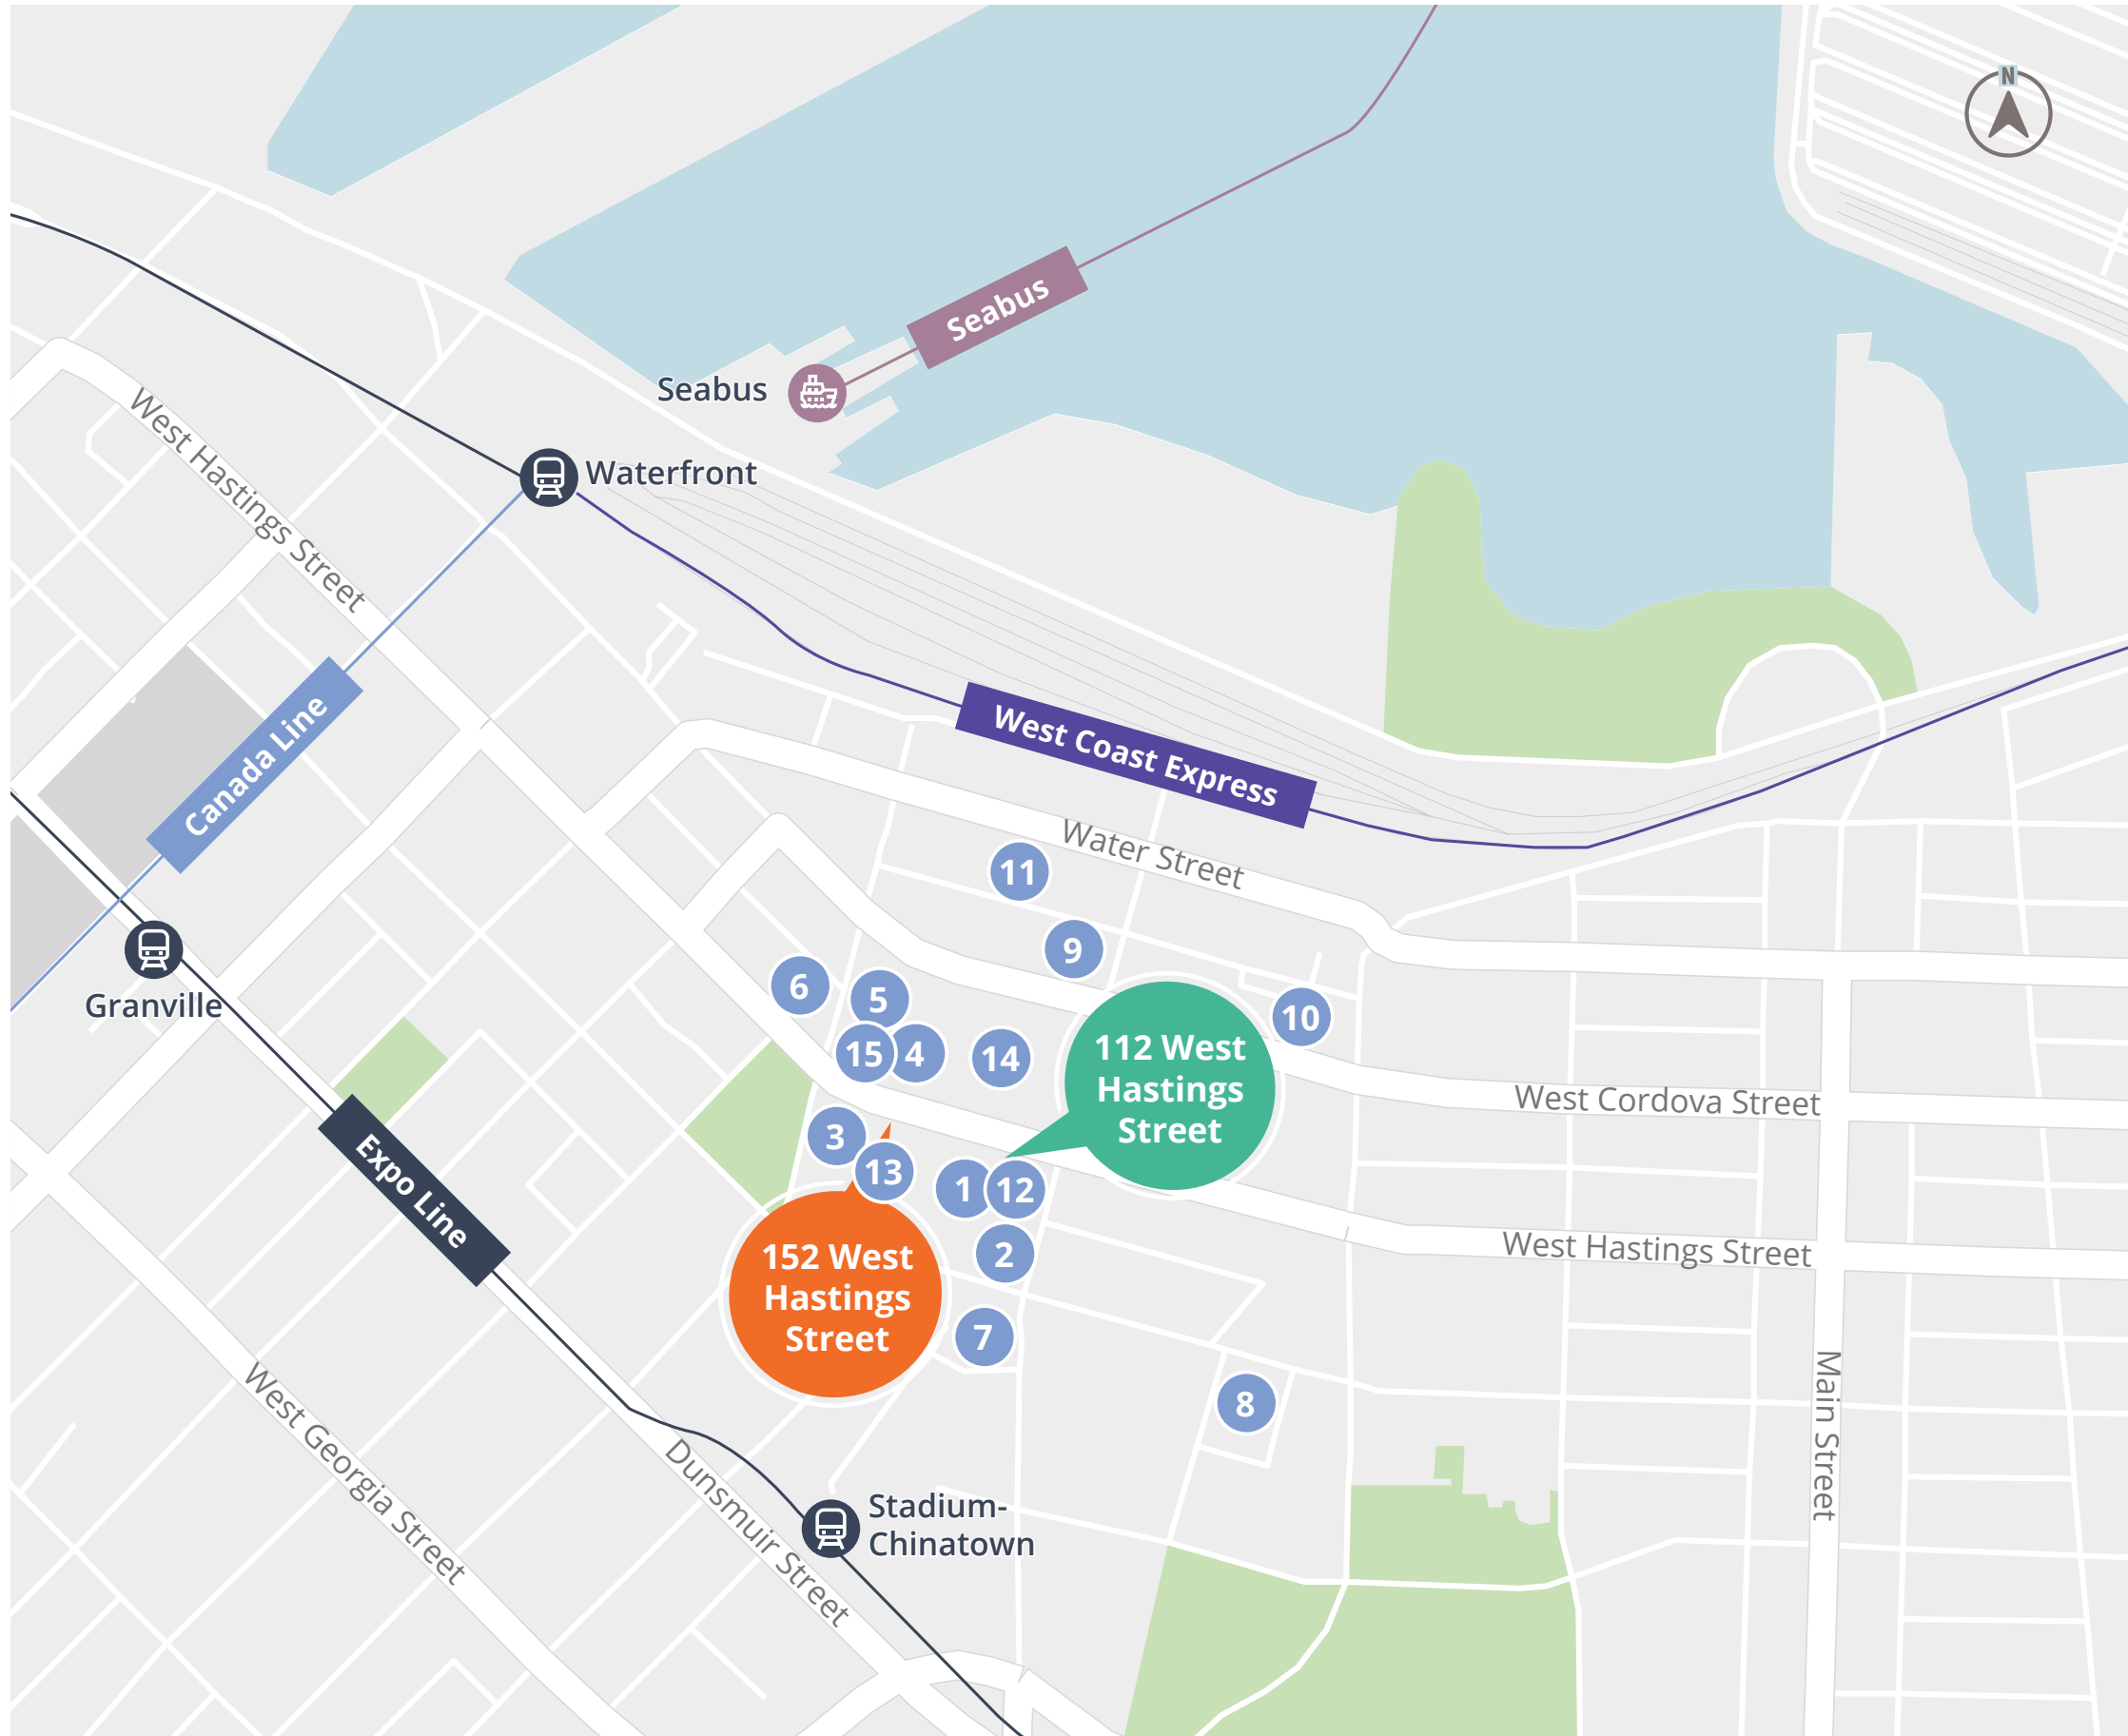 N
Seabus
Seabus
Waterfront
West Hastings Street
Canada Line
West Coast Express
Water Street
11
9
6
5
10
Granville
15
4
14
112 West
Hastings
Street
West Cordova Street
3
13
1
12
Expo Line
2
West Hastings Street
152 West
Hastings
Street
7
8
Main Street
West Georgia Street
Dunsmuir Street
Stadium-
Chinatown